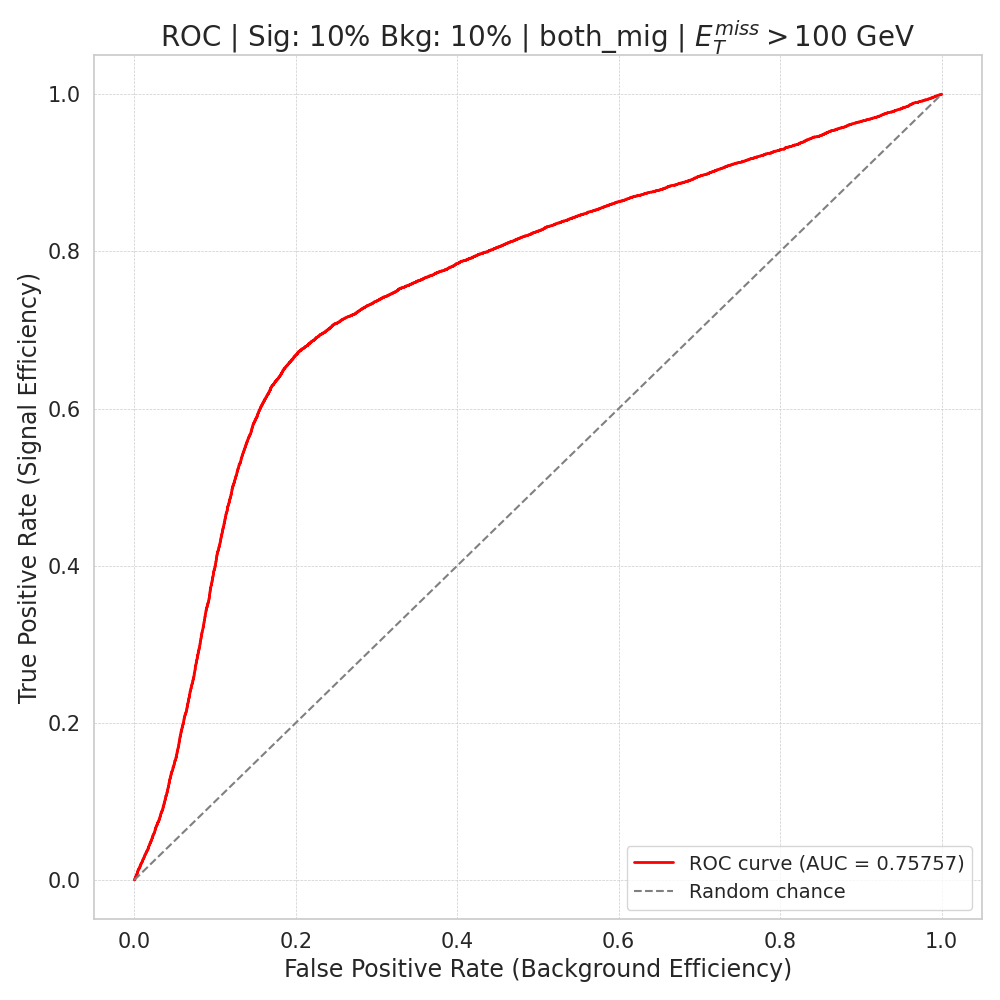 ROC | Sig: 10% Bkg: 10% | both_mig | $E_T^{miss} > 100$ GeV
True Positive Rate (Signal Efficiency)
1.0
0.8
0.6
0.4
0.2
0.0
ROC curve (AUC = 0.75757)
Random chance
0.0 0.2 0.4 0.6 0.8 1.0
False Positive Rate (Background Efficiency)